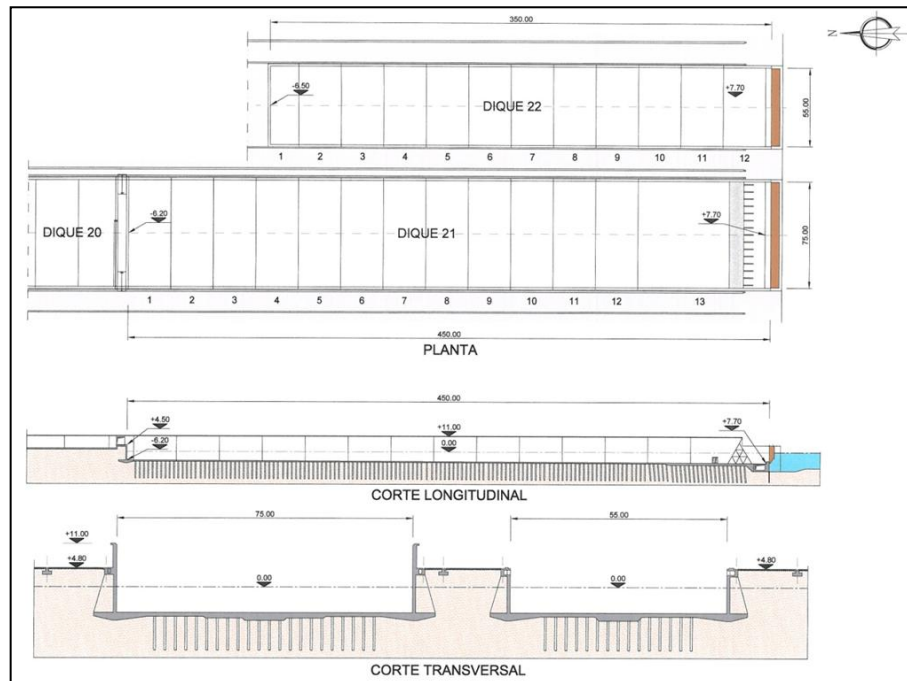 350.00
N
-6.50
DIQUE 22
+7.70
55.00
1 2 3 4 5 6 7 8 9 10 11 12
DIQUE 20
-6.20
DIQUE 21
+7.70
75.00
1 2 3 4 5 6 7 8 9 10 11 12 13
450.00
PLANTA
450.00
+4.50
+11.00
+7.70
-6.20
0.00
CORTE LONGITUDINAL
75.00
55.00
+11.00
+4.80
+4.80
0.00
0.00
CORTE TRANSVERSAL